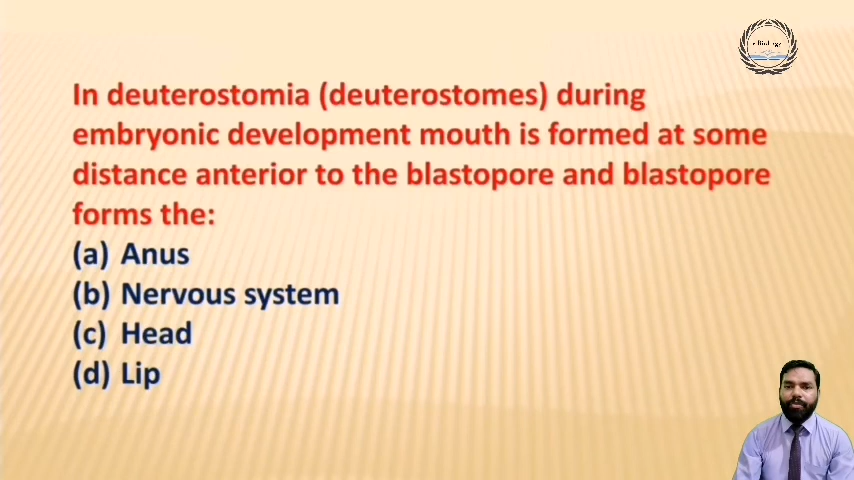 In deuterostomia (deuterostomes) during
embryonic development mouth is formed at some
distance anterior to the blastopore and blastopore
forms the:
(a) Anus
(b) Nervous system
(c) Head
(d) Lip